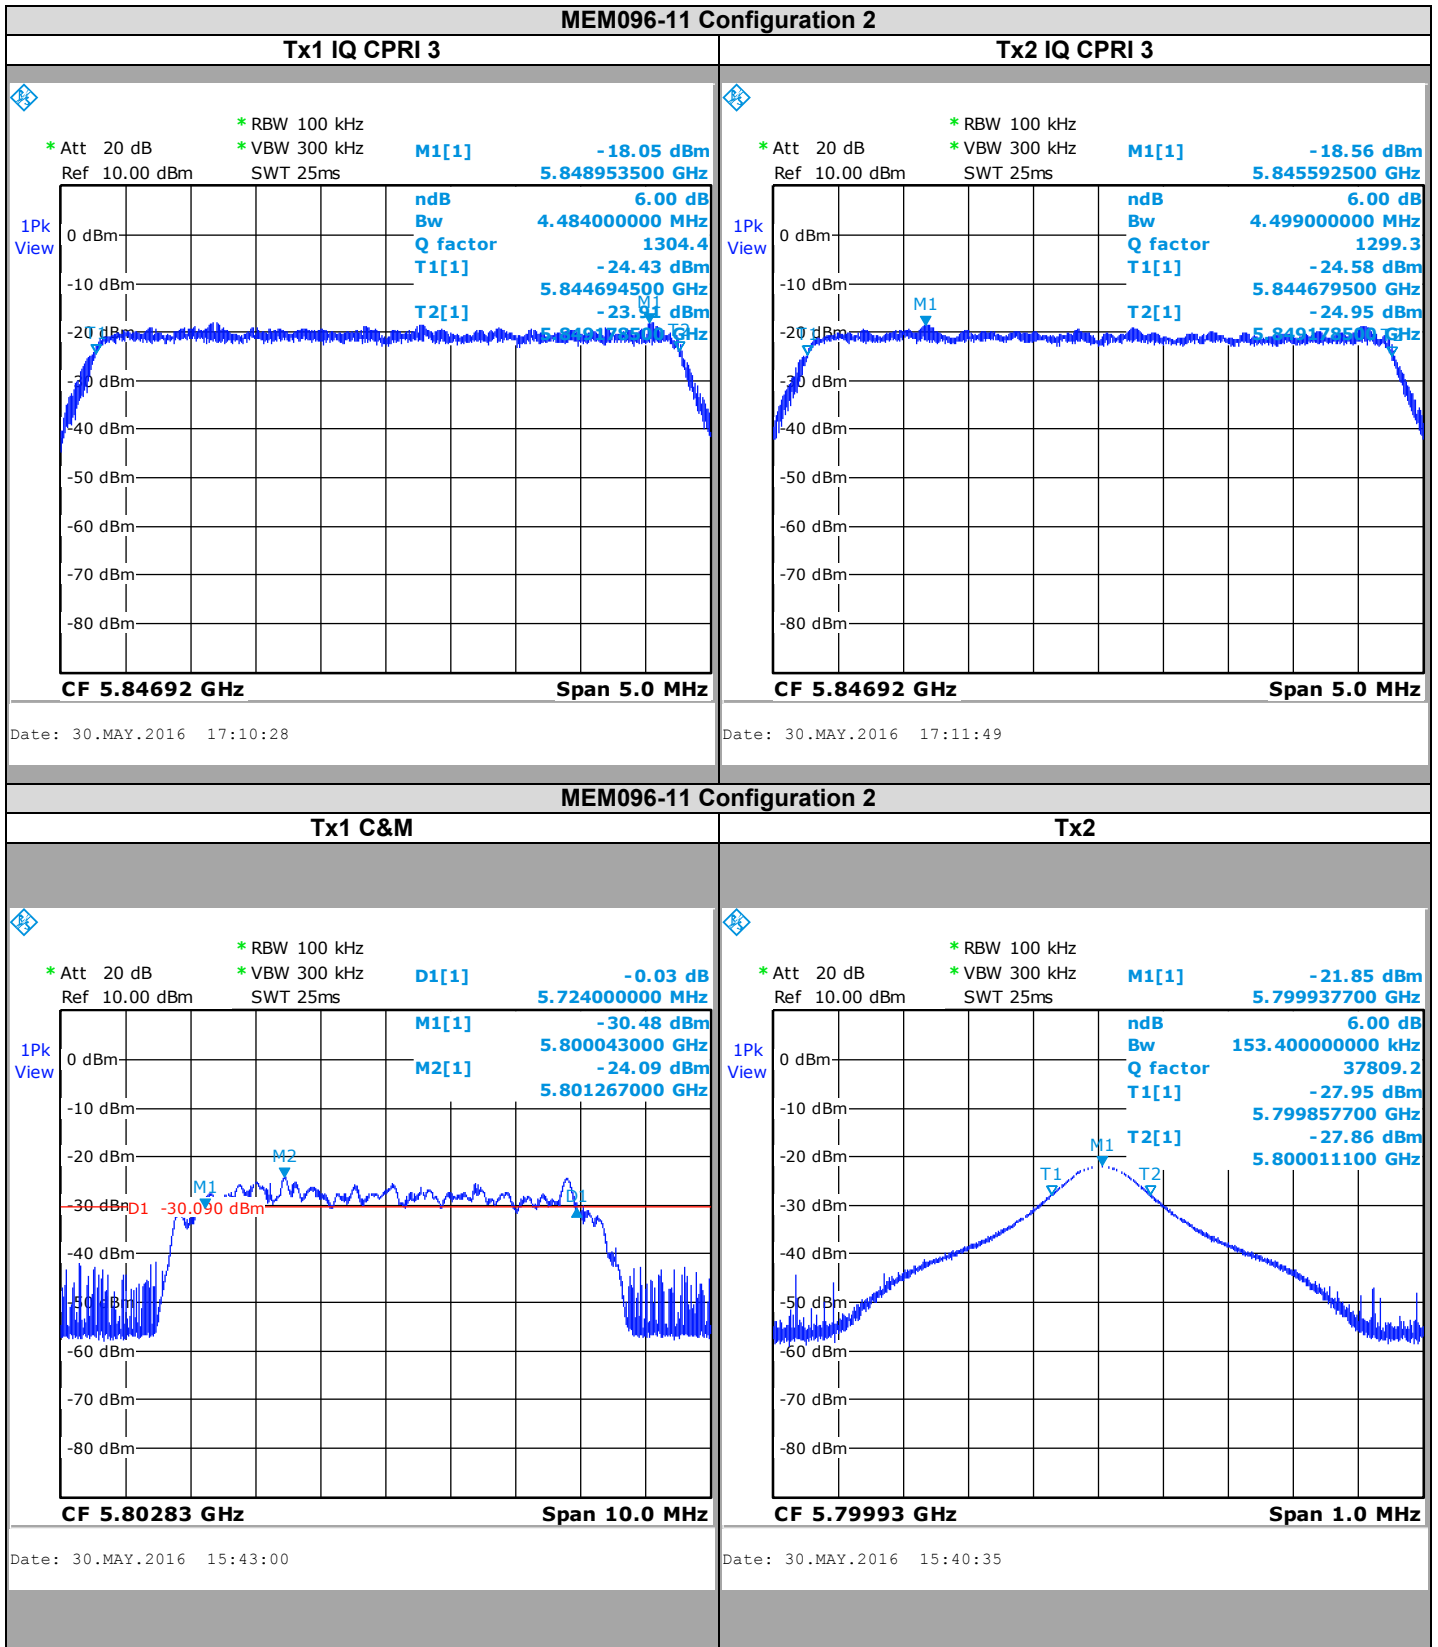 MEM096-11 Configuration 2
Tx1 IQ CPRI 3
Tx2 IQ CPRI 3
* RBW 100 kHz
* Att 20 dB * VBW 300 kHz M1[1] -18.05 dBm
Ref 10.00 dBm SWT 25ms 5.848953500 GHz
ndB 6.00 dB
1Pk Bw 4.484000000 MHz
View 0 dBm Q factor 1304.4
T1[1] -24.43 dBm
-10 dBm 5.844694500 GHz
M1
T2[1] -23.91 dBm
T1 -20 dBm 5.849178500 GHz T2
-30 dBm
-40 dBm
-50 dBm
-60 dBm
-70 dBm
-80 dBm
CF 5.84692 GHz Span 5.0 MHz
Date: 30.MAY.2016 17:10:28
* RBW 100 kHz
* Att 20 dB * VBW 300 kHz M1[1] -18.56 dBm
Ref 10.00 dBm SWT 25ms 5.845592500 GHz
ndB 6.00 dB
1Pk Bw 4.499000000 MHz
View 0 dBm Q factor 1299.3
T1[1] -24.58 dBm
-10 dBm 5.844679500 GHz
M1 T2[1] -24.95 dBm
T1 -20 dBm 5.849178500 GHz T2
-30 dBm
-40 dBm
-50 dBm
-60 dBm
-70 dBm
-80 dBm
CF 5.84692 GHz Span 5.0 MHz
Date: 30.MAY.2016 17:11:49
MEM096-11 Configuration 2
Tx1 C&M
Tx2
* RBW 100 kHz
* Att 20 dB * VBW 300 kHz D1[1] -0.03 dB
Ref 10.00 dBm SWT 25ms 5.724000000 MHz
M1[1] -30.48 dBm
1Pk 5.800043000 GHz
View 0 dBm M2[1] -24.09 dBm
5.801267000 GHz
-10 dBm
-20 dBm M2
M1
D1
-30 dBm D1 -30.090 dBm
-40 dBm
-50 dBm
-60 dBm
-70 dBm
-80 dBm
CF 5.80283 GHz Span 10.0 MHz
Date: 30.MAY.2016 15:43:00
* RBW 100 kHz
* Att 20 dB * VBW 300 kHz M1[1] -21.85 dBm
Ref 10.00 dBm SWT 25ms 5.799937700 GHz
ndB 6.00 dB
1Pk Bw 153.400000000 kHz
View 0 dBm Q factor 37809.2
T1[1] -27.95 dBm
-10 dBm 5.799857700 GHz
M1 T2[1] -27.86 dBm
-20 dBm 5.800011100 GHz
T1 T2
-30 dBm
-40 dBm
-50 dBm
-60 dBm
-70 dBm
-80 dBm
CF 5.79993 GHz Span 1.0 MHz
Date: 30.MAY.2016 15:40:35